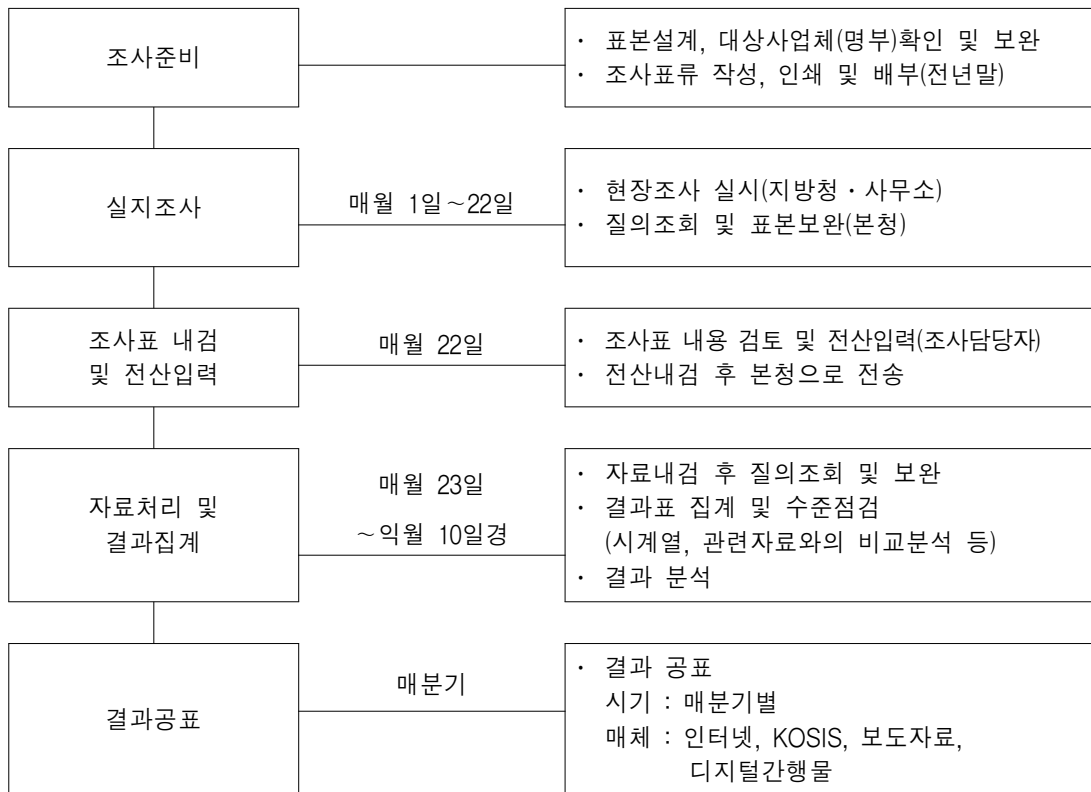 조사준비
· 표본설계, 대상사업체(명부)확인 및 보완
· 조사표류 작성, 인쇄 및 배부(전년말)
실지조사
매월 1일～22일
· 현장조사 실시(지방청·사무소)
· 질의조회 및 표본보완(본청)
조사표 내검
및 전산입력
매월 22일
· 조사표 내용 검토 및 전산입력(조사담당자)
· 전산내검 후 본청으로 전송
자료처리 및
결과집계
매월 23일
～익월 10일경
· 자료내검 후 질의조회 및 보완
· 결과표 집계 및 수준점검
(시계열, 관련자료와의 비교분석 등)
· 결과 분석
결과공표
매분기
· 결과 공표
시기 : 매분기별
매체 : 인터넷, KOSIS, 보도자료,
디지털간행물